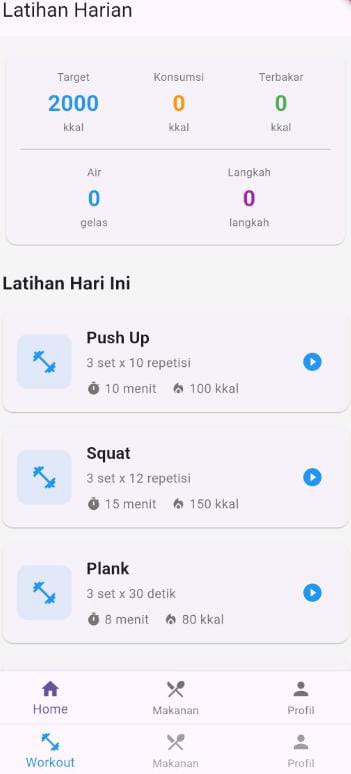 Latihan Harian
Target Konsumsi Terbakar
2000 0 0
kkal kkal kkal
Air Langkah
0 0
gelas langkah
Latihan Hari Ini
Push Up
3 set x 10 repetisi
10 menit 100 kkal
Squat
3 set x 12 repetisi
15 menit 150 kkal
Plank
3 set x 30 detik
8 menit 80 kkal
Home Makanan Profil
Workout Makanan Profil